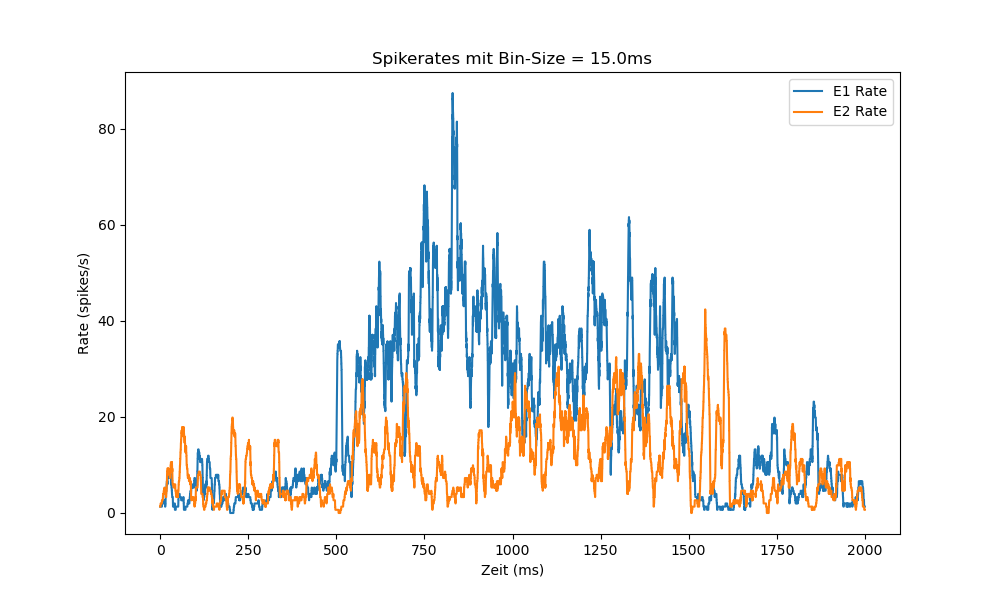 Spikerates mit Bin-Size = 15.0ms
E1 Rate
E2 Rate
80
60
40
20
0
Rate (spikes/s)
0 250 500 750 1000 1250 1500 1750 2000
Zeit (ms)